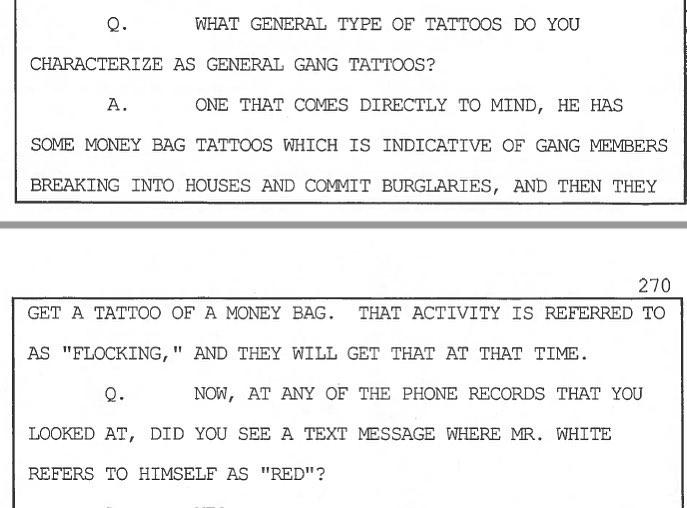 Q. WHAT GENERAL TYPE OF TATTOOS DO YOU
CHARACTERIZE AS GENERAL GANG TATTOOS?
A. ONE THAT COMES DIRECTLY TO MIND, HE HAS
SOME MONEY BAG TATTOOS WHICH IS INDICATIVE OF GANG MEMBERS
BREAKING INTO HOUSES AND COMMIT BURGLARIES, AND THEN THEY
270
GET A TATTOO OF A MONEY BAG. THAT ACTIVITY IS REFERRED TO
AS "FLOCKING," AND THEY WILL GET THAT AT THAT TIME.
Q. NOW, AT ANY OF THE PHONE RECORDS THAT YOU
LOOKED AT, DID YOU SEE A TEXT MESSAGE WHERE MR. WHITE
REFERS TO HIMSELF AS "RED"?